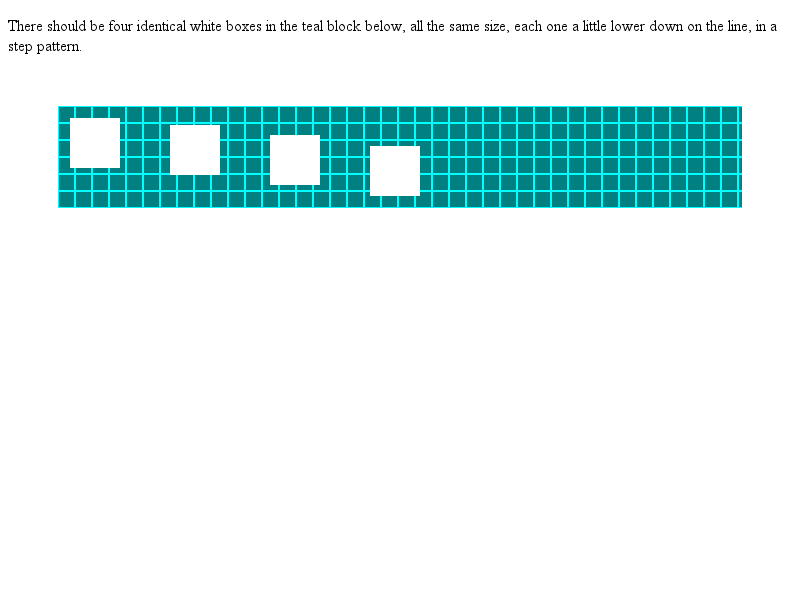 There should be four identical white boxes in the teal block below, all the same size, each one a little lower down on the line, in a
step pattern.